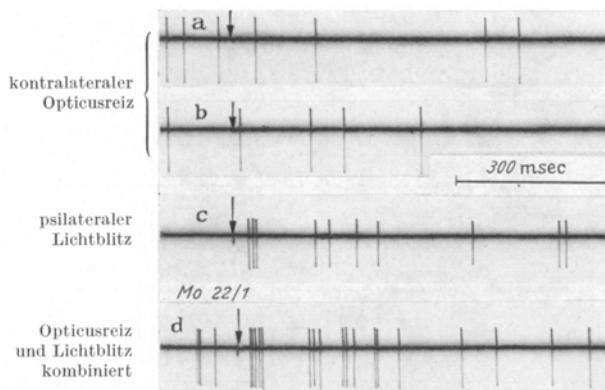 a
kontralateraler
Opticusreiz
b
300 msec
c
psilateraler
Lichtblitz
Mo 22/1
d
Opticusreiz
und Lichtblitz
kombiniert